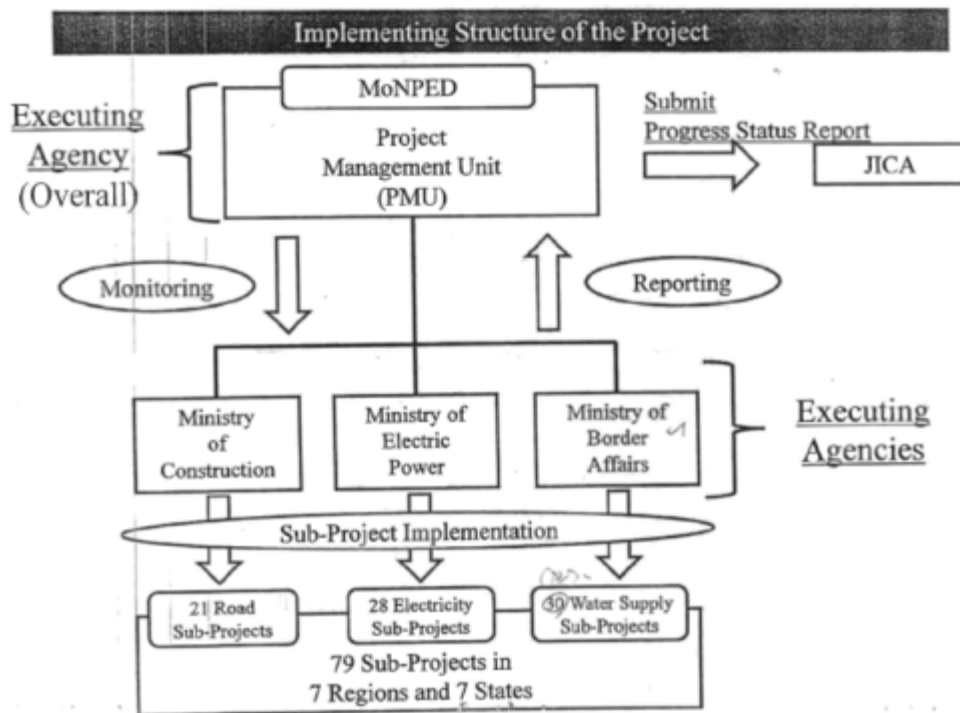 Implementing Structure of the Project
MoNPED
Project
Management Unit
(PMU)
Executing
Agency
(Overall)
Submit
Progress Status Report
JICA
Monitoring
Reporting
Ministry
of
Construction
Ministry of
Electric
Power
Ministry of
Border
Affairs
Executing
Agencies
Sub-Project Implementation
21 Road
Sub-Projects
28 Electricity
Sub-Projects
30 Water Supply
Sub-Projects
79 Sub-Projects in
7 Regions and 7 States